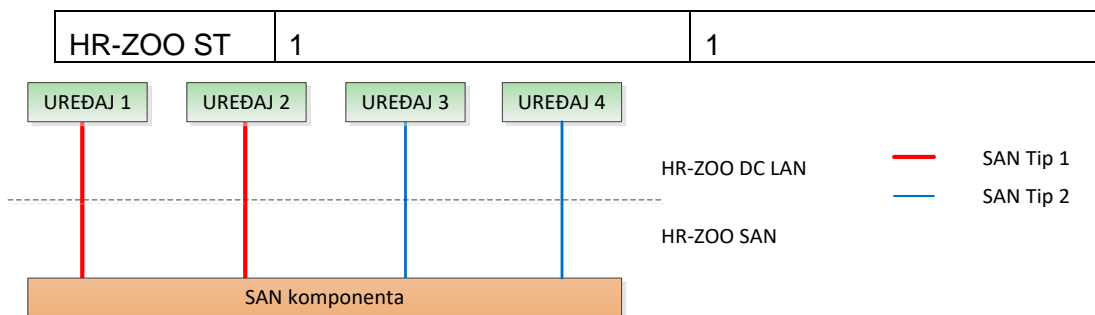 HR-ZOO ST 1 1
UREĐAJ 1 UREĐAJ 2 UREĐAJ 3 UREĐAJ 4
HR-ZOO DC LAN
SAN Tip 1
SAN Tip 2
HR-ZOO SAN
SAN komponenta